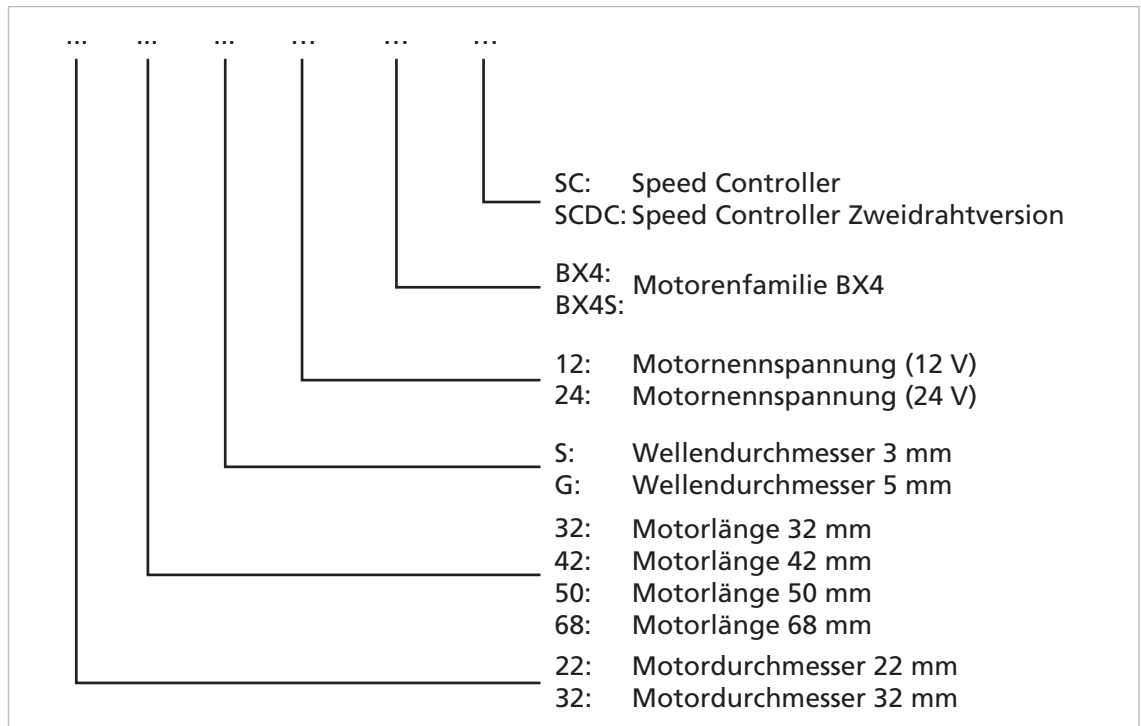 ... ... ... ... ... ...
SC: Speed Controller
SCDC: Speed Controller Zweidrahtversion
BX4: Motorenfamilie BX4
BX4S:
12: Motornennspannung (12 V)
24: Motornennspannung (24 V)
S: Wellendurchmesser 3 mm
G: Wellendurchmesser 5 mm
32: Motorlänge 32 mm
42: Motorlänge 42 mm
50: Motorlänge 50 mm
68: Motorlänge 68 mm
22: Motordurchmesser 22 mm
32: Motordurchmesser 32 mm